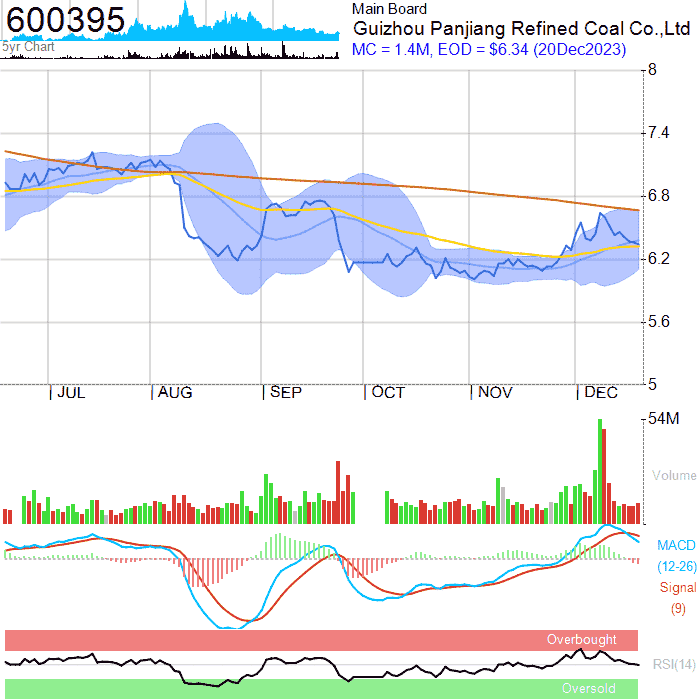 600395
5yr Chart
Main Board
Guizhou Panjiang Refined Coal Co.,Ltd
MC = 1.4M, EOD = $6.34 (20Dec2023)
8
7.4
6.8
6.2
5.6
5
JUL
AUG
SEP
OCT
NOV
DEC
54M
Volume
MACD
(12-26)
Signal
(9)
Overbought
RSI(14)
Oversold